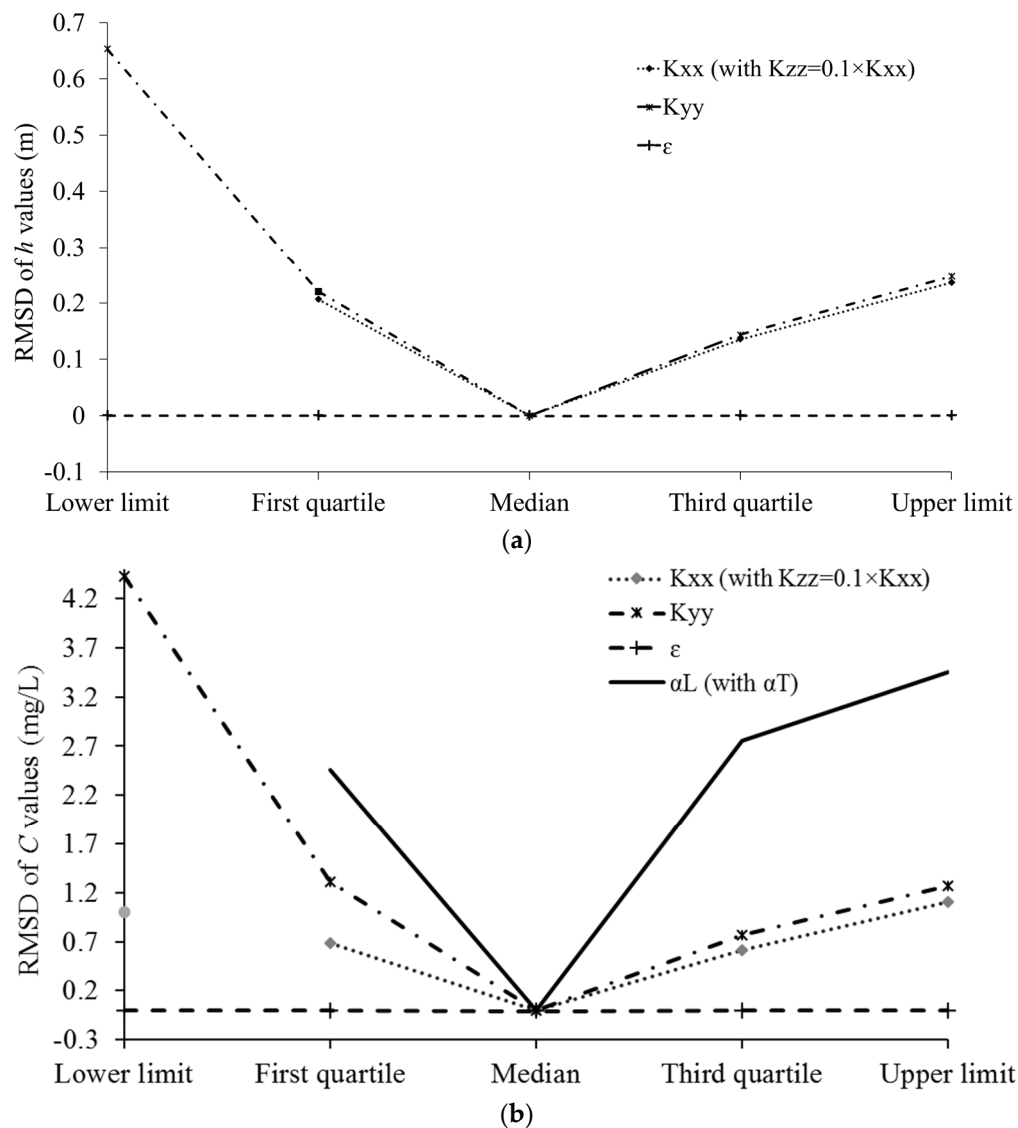 0.7
0.6
0.5
0.4
0.3
0.2
0.1
0
-0.1
RMSD of h values (m)
Kxx (with Kzz=0.1×Kxx)
Kyy
ε
Lower limit First quartile Median Third quartile Upper limit
(a)
4.2
3.7
3.2
2.7
2.2
1.7
1.2
0.7
0.2
-0.3
RMSD of C values (mg/L)
Kxx (with Kzz=0.1×Kxx)
Kyy
ε
αL (with αT)
Lower limit First quartile Median Third quartile Upper limit
(b)